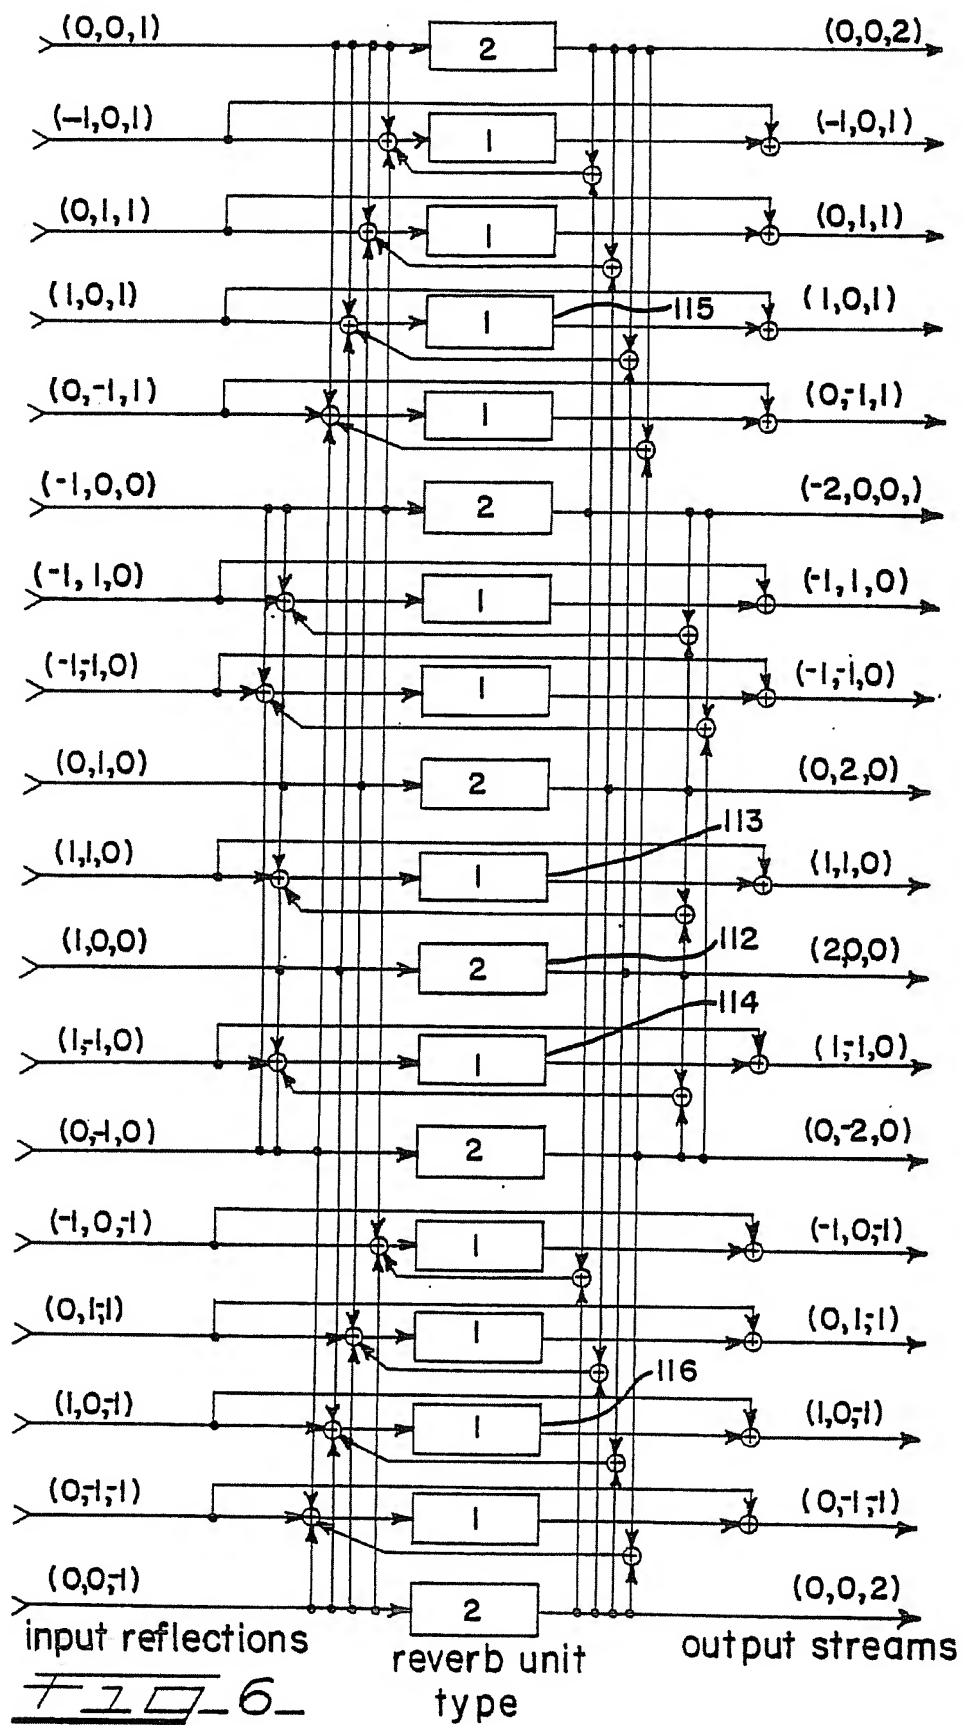 (0,0,1) 2 (0,0,2)
(-1,0,1) 1 (-1,0,1)
(0,1,1) 1 (0,1,1)
(1,0,1) 1 115 (1,0,1)
(0,-1,1) 1 (0,-1,1)
(-1,0,0) 2 (-2,0,0,)
(-1,1,0) 1 (-1,1,0)
(-1,-1,0) 1 (-1,-1,0)
(0,1,0) 2 (0,2,0)
113
(1,1,0) 1 (1,1,0)
(1,0,0) 2 112 (2,0,0)
114
(1,-1,0) 1 (1,-1,0)
(0,-1,0) 2 (0,-2,0)
(-1,0,-1) 1 (-1,0,-1)
(0,1,-1) 1 (0,1,-1)
116
(1,0,-1) 1 (1,0,-1)
(0,-1,-1) 1 (0,-1,-1)
(0,0,-1) 2 (0,0,2)
input reflections reverb unit type output streams
FIG_6_